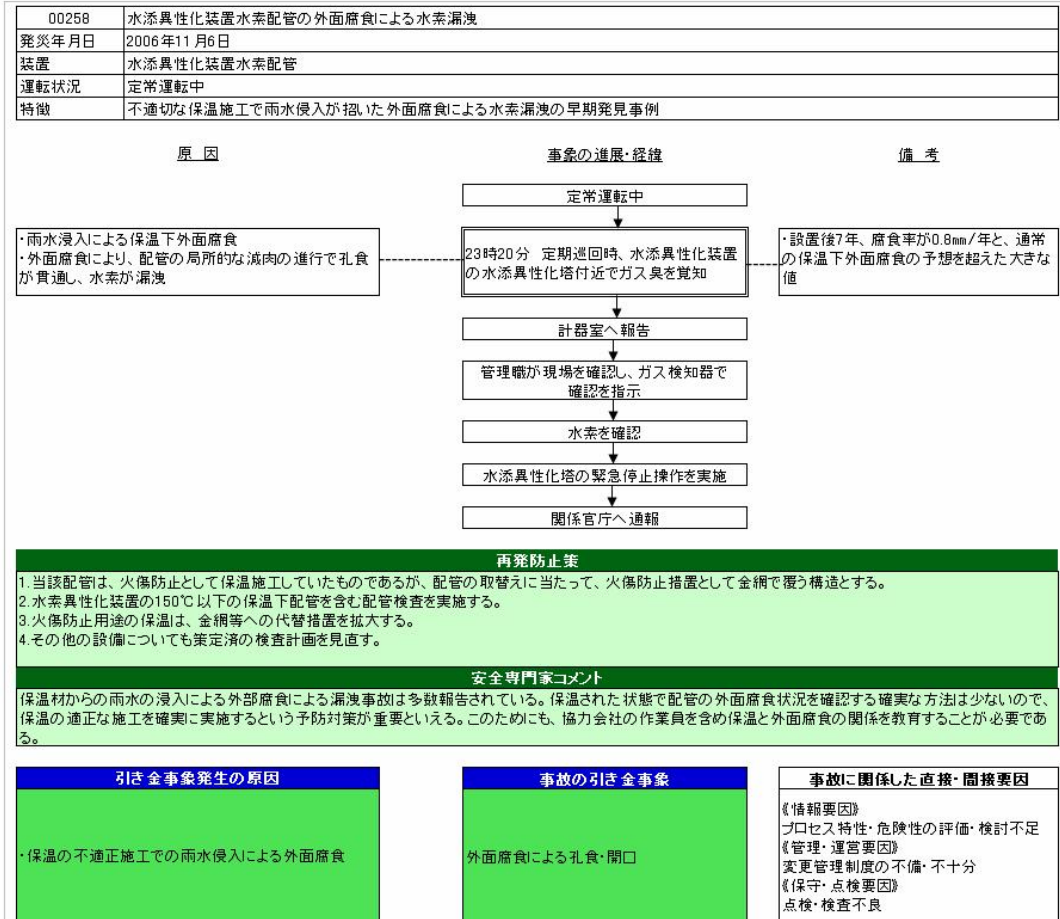 00258 水添異性化装置水素配管の外面腐食による水素漏洩
発災年月日 2006年11月6日
装置 水添異性化装置水素配管
運転状況 定常運転中
特徴 不適切な保温施工で雨水侵入が招いた外面腐食による水素漏洩の早期発見事例
原 因
事象の進展・経緯
備 考
定常運転中
・雨水浸入による保温下外面腐食
・外面腐食により、配管の局所的な減肉の進行で孔食
が貫通し、水素が漏洩
23時20分 定期巡回時、水添異性化装置
の水添異性化塔付近でガス臭を覚知
・設置後7年、腐食率が0.8mm/年と、通常
の保温下外面腐食の予想を超えた大きな
値
計器室へ報告
管理職が現場を確認し、ガス検知器で
確認を指示
水素を確認
水添異性化塔の緊急停止操作を実施
関係官庁へ通報
再発防止策
1.当該配管は、火傷防止として保温施工していたものであるが、配管の取替えに当たって、火傷防止措置として金網で覆う構造とする。
2.水素異性化装置の150℃以下の保温下配管を含む配管検査を実施する。
3.火傷防止用途の保温は、金網等への代替措置を拡大する。
4.その他の設備についても策定済の検査計画を見直す。
安全専門家コメント
保温材からの雨水の浸入による外部腐食による漏洩事故は多数報告されている。保温された状態で配管の外面腐食状況を確認する確実な方法は少ないので、
保温の適正な施工を確実に実施するという予防対策が重要といえる。このためにも、協力会社の作業員を含め保温と外面腐食の関係を教育することが必要であ
る。
引き金事象発生の原因
事故の引き金事象
事故に関係した直接・間接要因
・保温の不適正施工での雨水侵入による外面腐食
外面腐食による孔食・開口
《情報要因》
プロセス特性・危険性の評価・検討不足
《管理・運営要因》
変更管理制度の不備・不十分
《保守・点検要因》
点検・検査不良